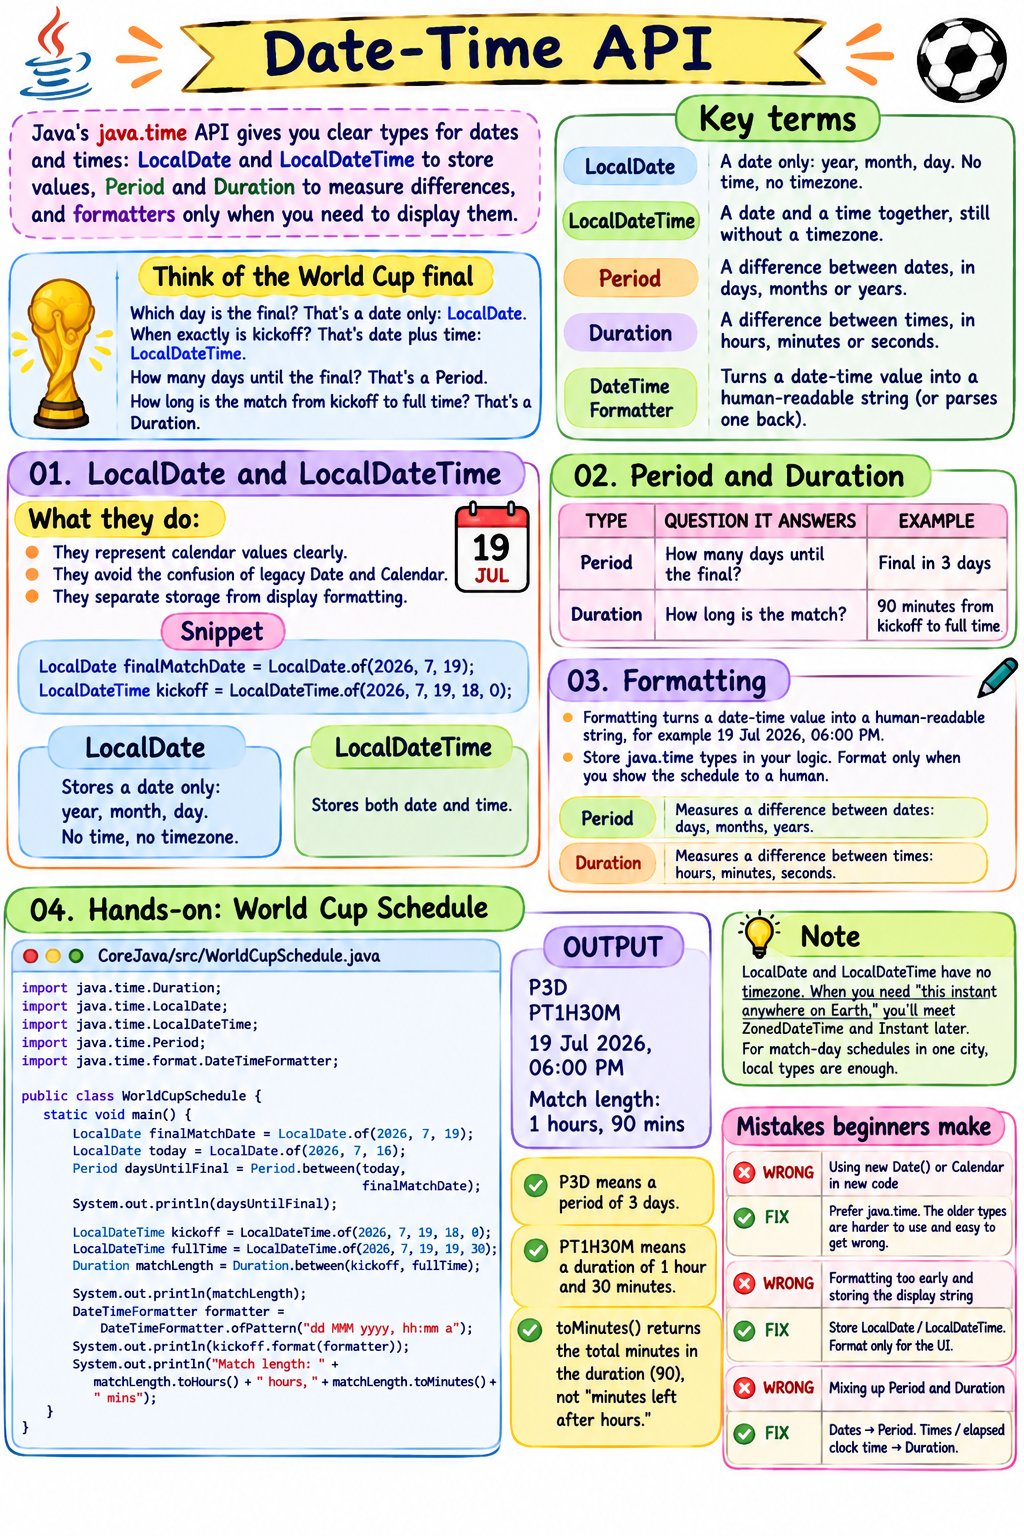 Date-Time API
Java's java.time API gives you clear types for dates
and times: LocalDate and LocalDateTime to store
values, Period and Duration to measure differences,
and formatters only when you need to display them.
Think of the World Cup final
Which day is the final? That's a date only: LocalDate.
When exactly is kickoff? That's date plus time:
LocalDateTime.
How many days until the final? That's a Period.
How long is the match from kickoff to full time? That's a
Duration.
Key terms
LocalDate
A date only: year, month, day. No
time, no timezone.
LocalDateTime
A date and a time together, still
without a timezone.
Period
A difference between dates, in
days, months or years.
Duration
A difference between times, in
hours, minutes or seconds.
DateTime
Formatter
Turns a date-time value into a
human-readable string (or parses
one back).
01. LocalDate and LocalDateTime
What they do:
They represent calendar values clearly.
They avoid the confusion of legacy Date and Calendar.
They separate storage from display formatting.
19
JUL
Snippet
LocalDate finalMatchDate = LocalDate.of(2026, 7, 19);
LocalDateTime kickoff = LocalDateTime.of(2026, 7, 19, 18, 0);
LocalDate
Stores a date only:
year, month, day.
No time, no timezone.
LocalDateTime
Stores both date and time.
02. Period and Duration
TYPE QUESTION IT ANSWERS EXAMPLE
Period
How many days until
the final?
Final in 3 days
Duration
How long is the match?
90 minutes from
kickoff to full time
03. Formatting
Formatting turns a date-time value into a human-readable
string, for example 19 Jul 2026, 06:00 PM.
Store java.time types in your logic. Format only when
you show the schedule to a human.
Period
Measures a difference between dates:
days, months, years.
Duration
Measures a difference between times:
hours, minutes, seconds.
04. Hands-on: World Cup Schedule
CoreJava/src/WorldCupSchedule.java
import java.time.Duration;
import java.time.LocalDate;
import java.time.LocalDateTime;
import java.time.Period;
import java.time.format.DateTimeFormatter;
public class WorldCupSchedule {
static void main() {
LocalDate finalMatchDate = LocalDate.of(2026, 7, 19);
LocalDate today = LocalDate.of(2026, 7, 16);
Period daysUntilFinal = Period.between(today,
finalMatchDate);
System.out.println(daysUntilFinal);
LocalDateTime kickoff = LocalDateTime.of(2026, 7, 19, 18, 0);
LocalDateTime fullTime = LocalDateTime.of(2026, 7, 19, 19, 30);
Duration matchLength = Duration.between(kickoff, fullTime);
System.out.println(matchLength);
DateTimeFormatter formatter =
DateTimeFormatter.ofPattern("dd MMM yyyy, hh:mm a");
System.out.println(kickoff.format(formatter));
System.out.println("Match length: " +
matchLength.toHours() + " hours, " + matchLength.toMinutes() +
" mins");
}
}
OUTPUT
P3D
PT1H30M
19 Jul 2026,
06:00 PM
Match length:
1 hours, 90 mins
P3D means a
period of 3 days.
PT1H30M means
a duration of 1 hour
and 30 minutes.
toMinutes() returns
the total minutes in
the duration (90),
not "minutes left
after hours."
Note
LocalDate and LocalDateTime have no
timezone. When you need "this instant
anywhere on Earth," you'll meet
ZonedDateTime and Instant later.
For match-day schedules in one city,
local types are enough.
Mistakes beginners make
WRONG
Using new Date() or Calendar
in new code
FIX
Prefer java.time. The older types
are harder to use and easy to
get wrong.
WRONG
Formatting too early and
storing the display string
FIX
Store LocalDate / LocalDateTime.
Format only for the UI.
WRONG
Mixing up Period and Duration
FIX
Dates → Period. Times / elapsed
clock time → Duration.